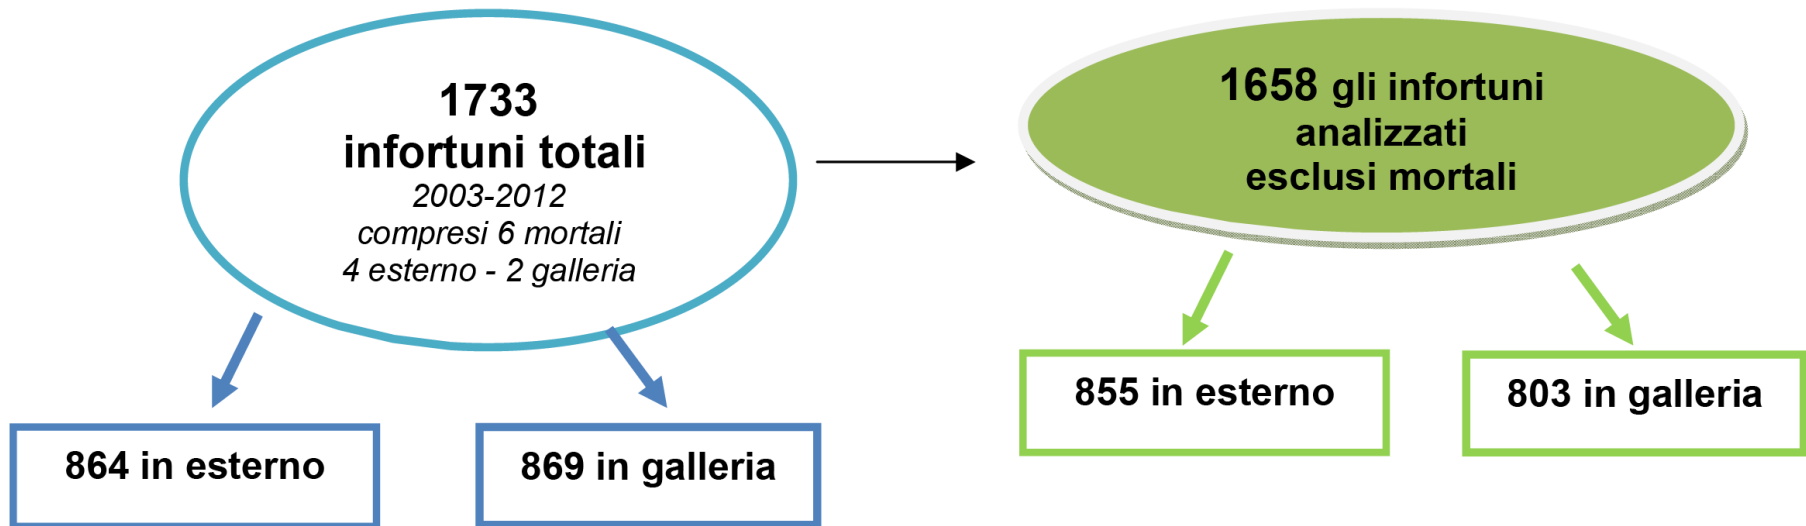 1733
infortuni totali
2003-2012
compresi 6 mortali
4 esterno - 2 galleria
864 in esterno
869 in galleria
1658 gli infortuni
analizzati
esclusi mortali
855 in esterno
803 in galleria